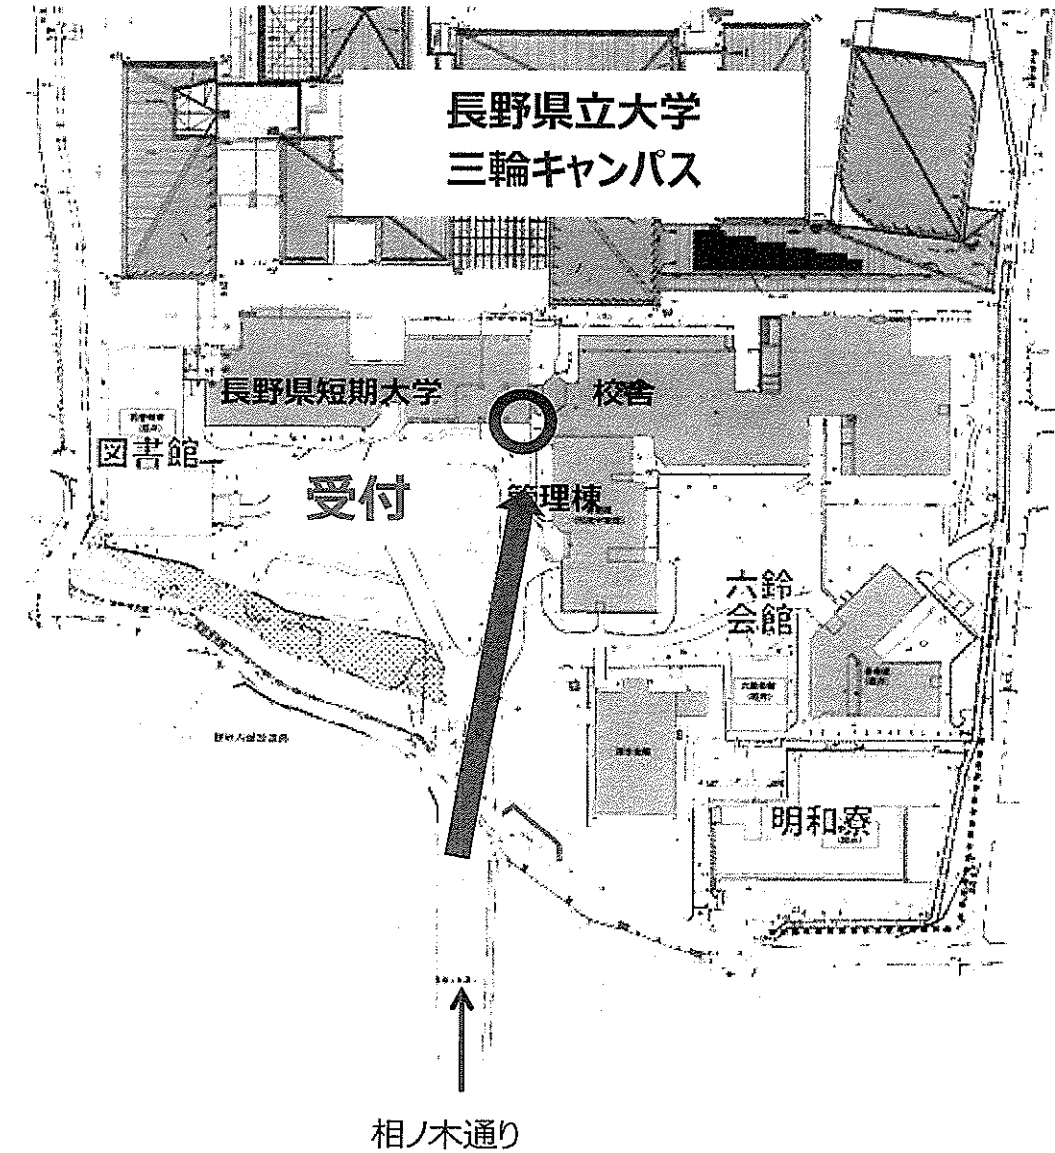 長野県立大学
三輪キャンパス
長野県短期大学
校舎
図書館
受付
管理棟
六鈴
会館
明和寮
相ノ木通り